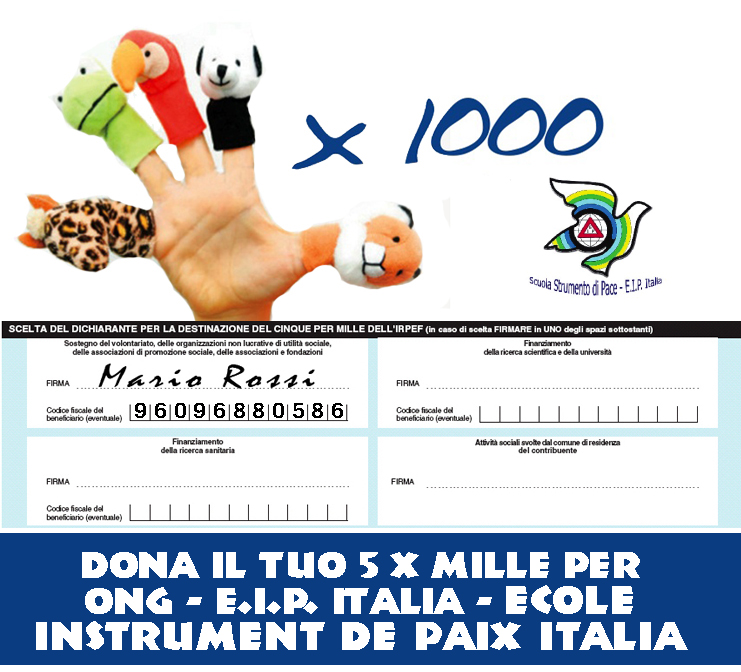 x 1000
Scuola Strumento di Pace - E.I.P. Italia
SCELTA DEL DICHIARANTE PER LA DESTINAZIONE DEL CINQUE PER MILLE DELL'IRPEF (in caso di scelta FIRMARE in UNO degli spazi sottostanti)
Sostegno del volontariato, delle organizzazioni non lucrative di utilità sociale,
delle associazioni di promozione sociale, delle associazioni e fondazioni
FIRMA Mario Rossi
Codice fiscale del
beneficiario (eventuale) 96096880586
Finanziamento
della ricerca scientifica e della università
FIRMA
Codice fiscale del
beneficiario (eventuale)
Finanziamento
della ricerca sanitaria
FIRMA
Codice fiscale del
beneficiario (eventuale)
Attività sociali svolte dal comune di residenza
del contribuente
FIRMA
DONA IL TUO 5 X MILLE PER
ONG - E.I.P. ITALIA - ECOLE
INSTRUMENT DE PAIX ITALIA